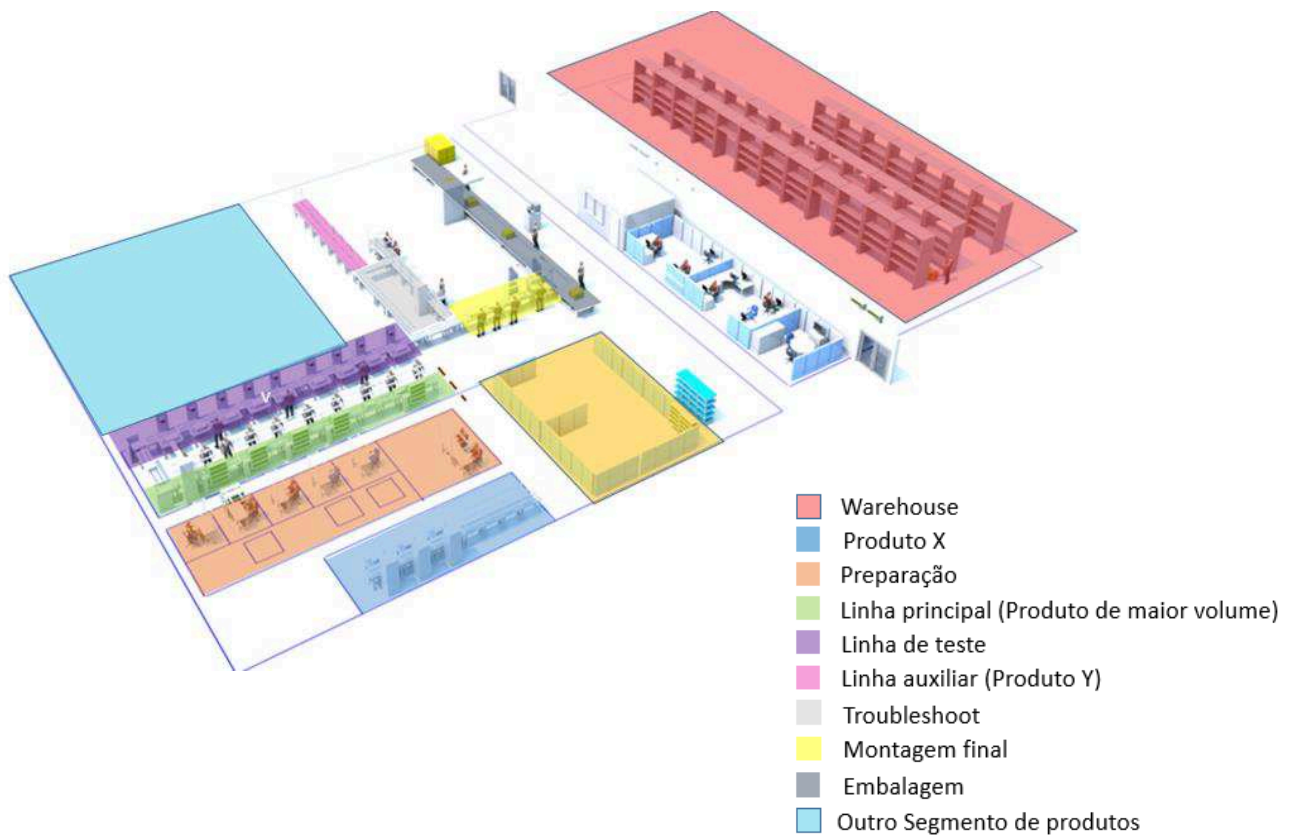 V
Warehouse
Produto X
Preparação
Linha principal (Produto de maior volume)
Linha de teste
Linha auxiliar (Produto Y)
Troubleshoot
Montagem final
Embalagem
Outro Segmento de produtos